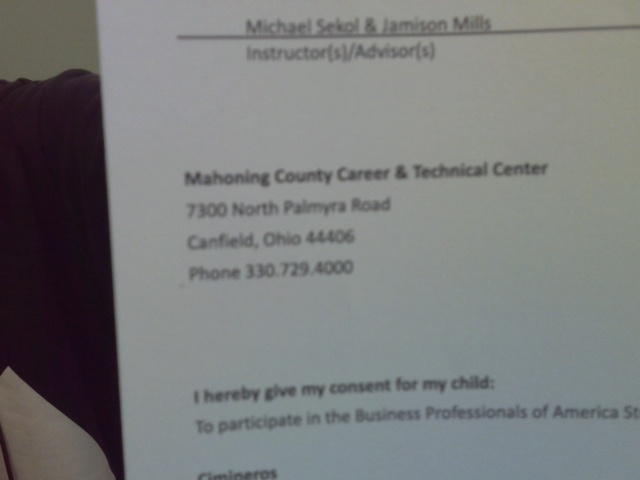 Michael Sekol & Jamison Mills
Instructor(s)/Advisor(s)
Mahoning County Career & Technical Center
7300 North Palmyra Road
Canfield, Ohio 44406
Phone 330.729.4000
I hereby give my consent for my child:
To participate in the Business Professionals of America St
Cimineros